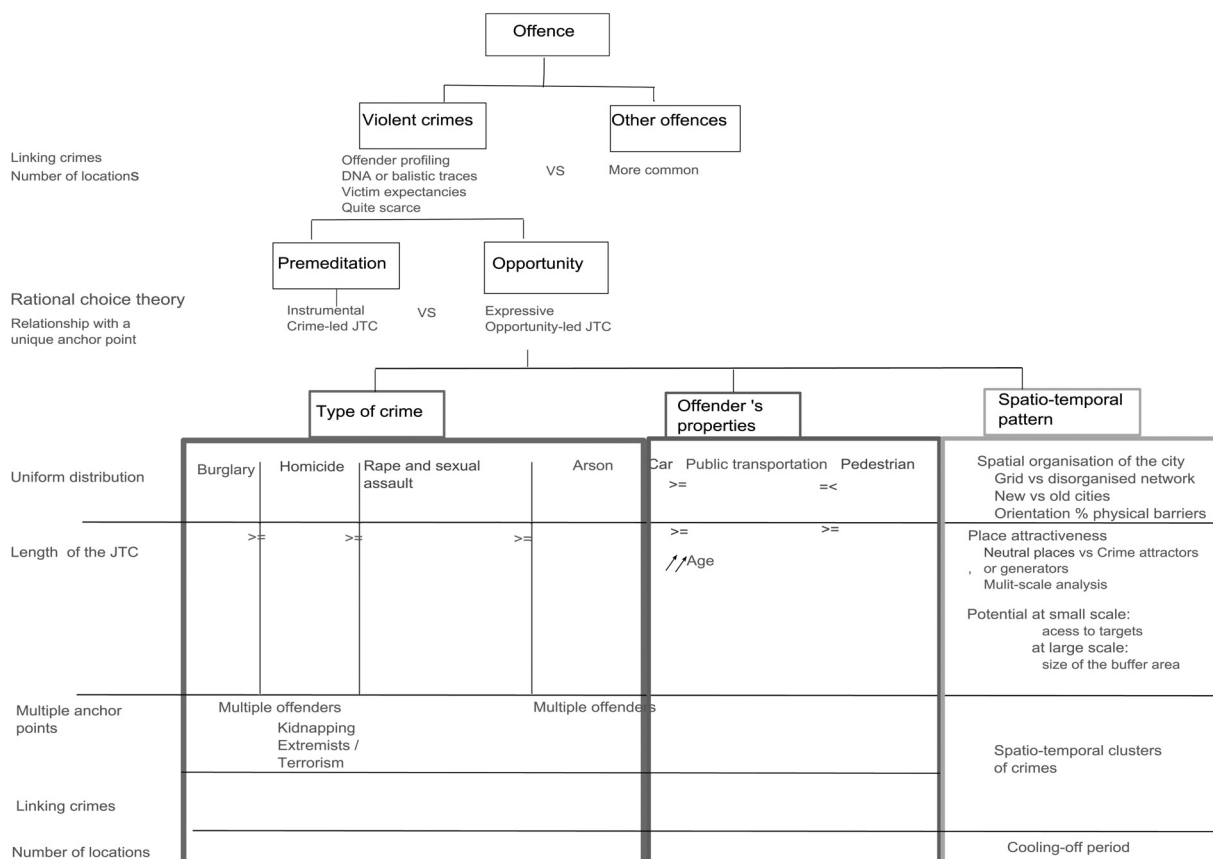 Offence
Violent crimes
Other offences
Linking crimes
Number of locations
Offender profiling
DNA or balistic traces
Victim expectancies
Quite scarce
VS
More common
Premeditation
Opportunity
Rational choice theory
Relationship with a
unique anchor point
Instrumental
Crime-led JTC
VS
Expressive
Opportunity-led JTC
Type of crime
Offender 's
properties
Spatio-temporal
pattern
Uniform distribution
Burglary
Homicide
Rape and sexual
assault
Arson
Car
Public transportation
Pedestrian
>=
=<
Spatial organisation of the city
Grid vs disorganised network
New vs old cities
Orientation % physical barriers
Length of the JTC
>=
>=
>=
>=
>=
Age
Place attractiveness
Neutral places vs Crime attractors
, or generators
Mulit-scale analysis
Potential at small scale:
acess to targets
at large scale:
size of the buffer area
Multiple anchor
points
Multiple offenders
Kidnapping
Extremists /
Terrorism
Multiple offenders
Spatio-temporal clusters
of crimes
Linking crimes
Number of locations
Cooling-off period